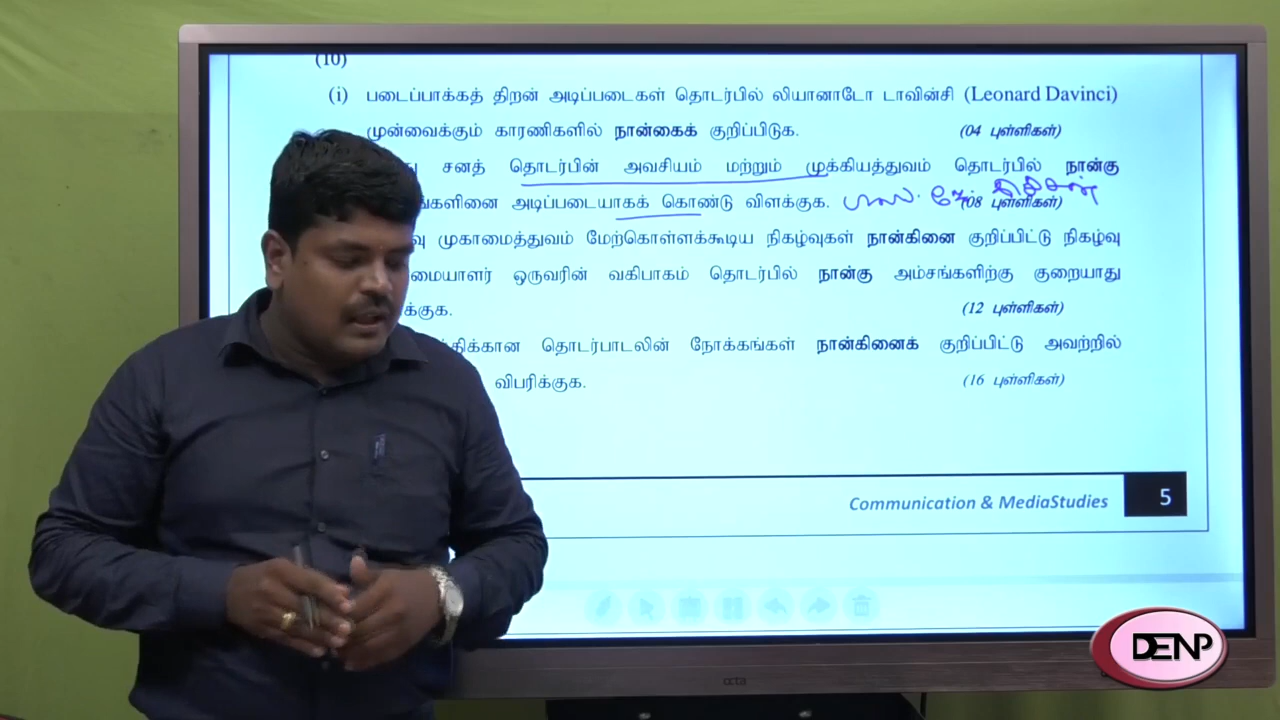 (10)
(i) படைப்பாக்கத் திறன் அடிப்படைகள் தொடர்பில் லியானாடோ டாவின்சி (Leonard Davinci)
முன்வைக்கும் காரணிகளில் நான்கைக் குறிப்பிடுக. (04 புள்ளிகள்)
சனத் தொடர்பின் அவசியம் மற்றும் முக்கியத்துவம் தொடர்பில் நான்கு
களினை அடிப்படையாகக் கொண்டு விளக்குக. (08 புள்ளிகள்)
முகாமைத்துவம் மேற்கொள்ளக்கூடிய நிகழ்வுகள் நான்கினை குறிப்பிட்டு நிகழ்வு
மையாளர் ஒருவரின் வகிபாகம் தொடர்பில் நான்கு அம்சங்களிற்கு குறையாது
க்குக. (12 புள்ளிகள்)
திக்கான தொடர்பாடலின் நோக்கங்கள் நான்கினைக் குறிப்பிட்டு அவற்றில்
விபரிக்குக. (16 புள்ளிகள்)
Communication & MediaStudies 5
DENP